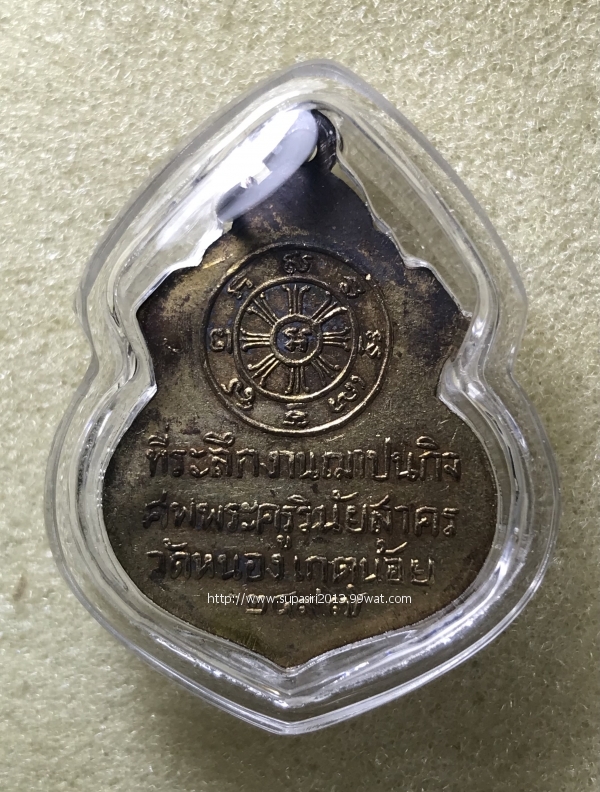 ที่ระลึกงานฌาปนกิจ
ศพพระครูวินัยสาคร
วัดหนองเกตุน้อย
http://www.supasiri2013.99wat.com